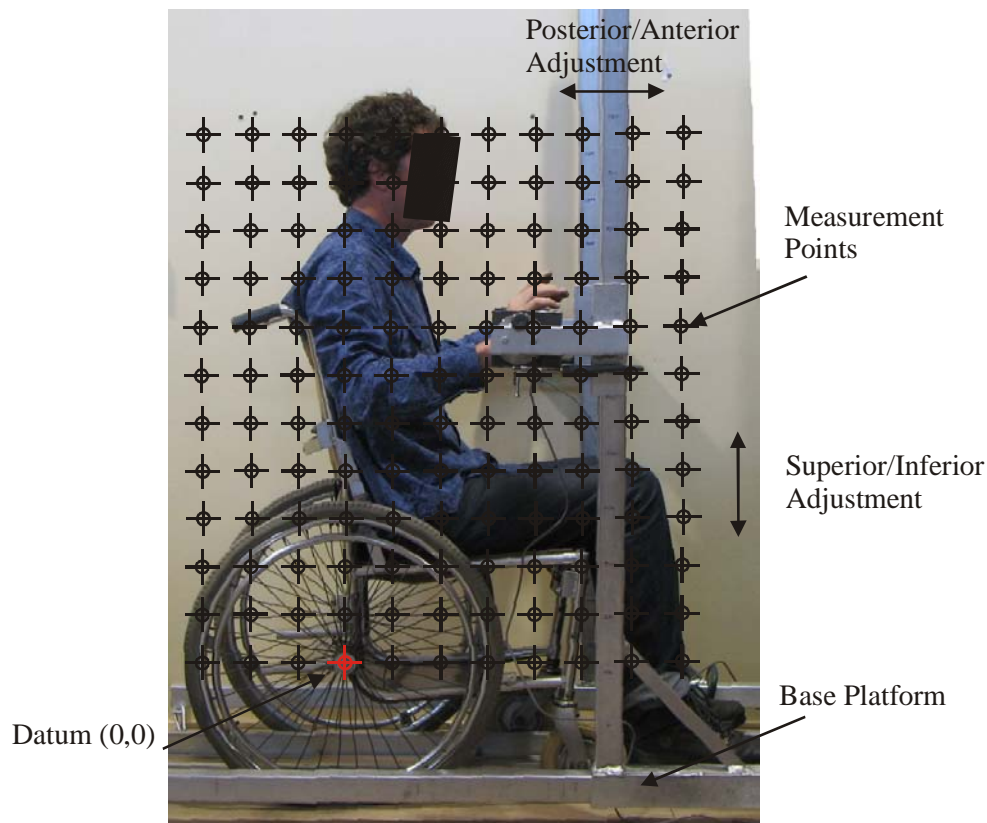 Posterior/Anterior
Adjustment
Measurement
Points
Superior/Inferior
Adjustment
Base Platform
Datum (0,0)